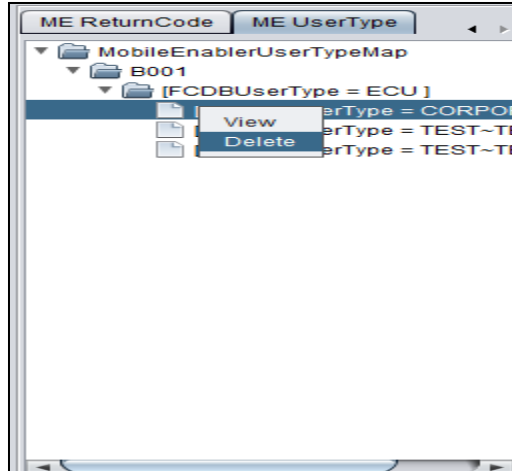 ME ReturnCode ME UserType
MobileEnablerUserTypeMap
B001
[FCDBUserType = ECU ]
[ erType = CORPO
View
[ erType = TEST~T
Delete
[ erType = TEST~T